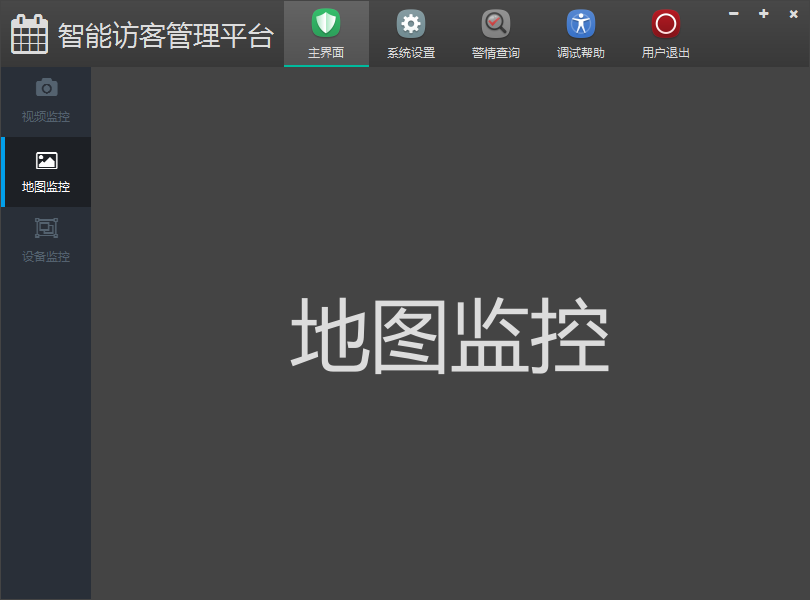 智能访客管理平台
主界面
系统设置
警情查询
调试帮助
用户退出
视频监控
地图监控
设备监控
地图监控